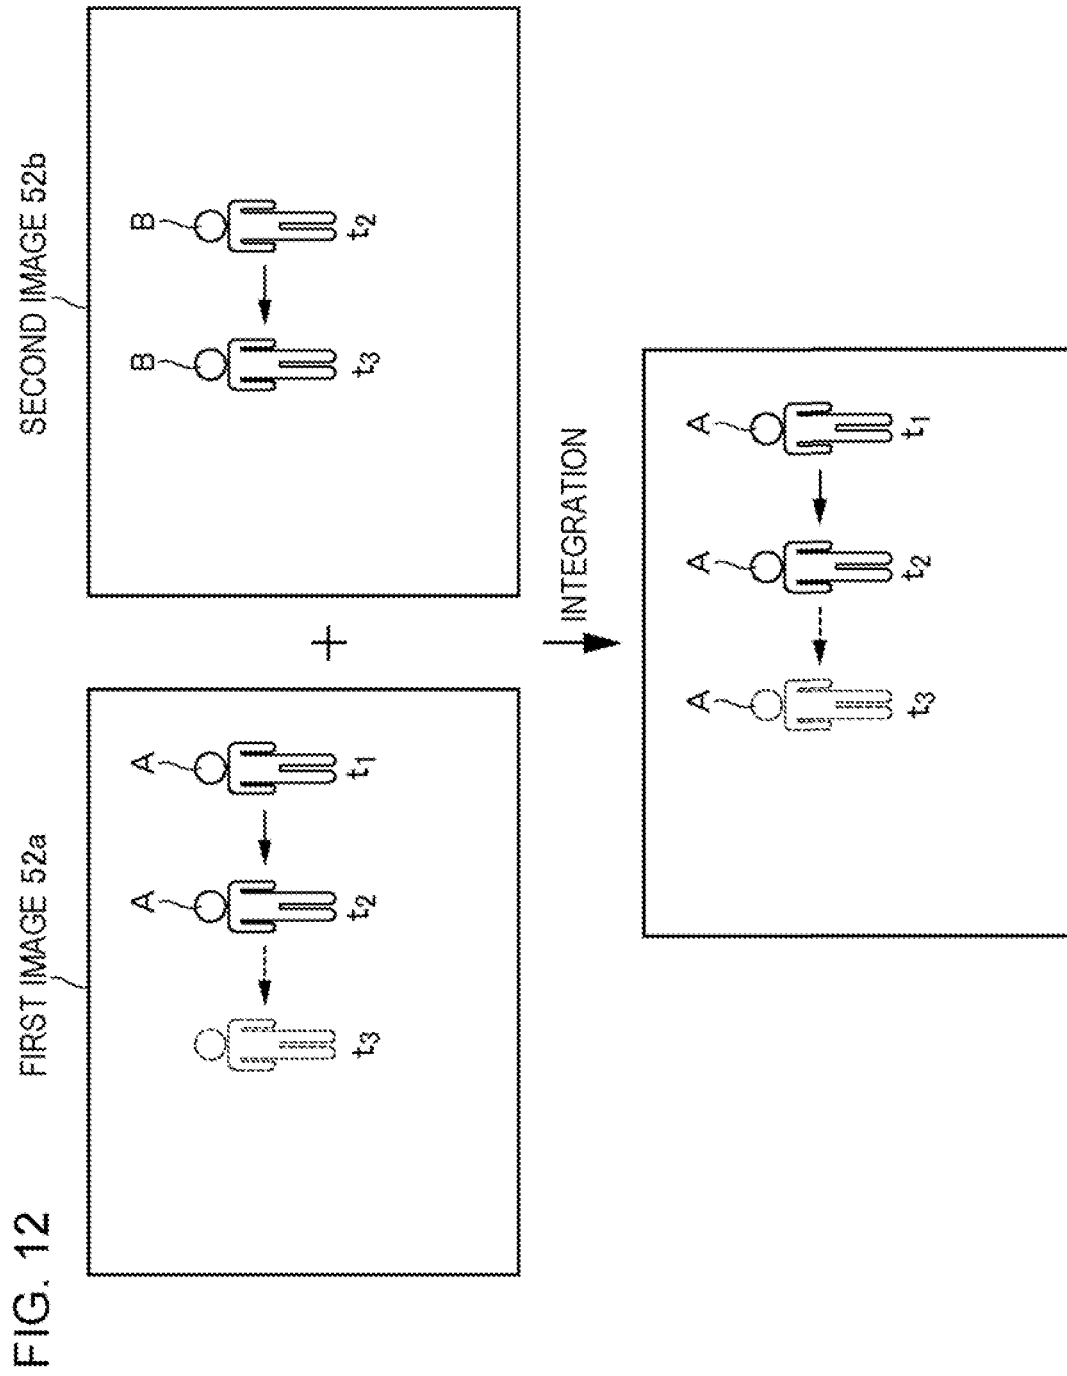 FIG. 12
FIRST IMAGE 52a
A
A
t3
t2
t1
+
SECOND IMAGE 52b
B
B
t3
t2
INTEGRATION
A
A
A
t3
t2
t1